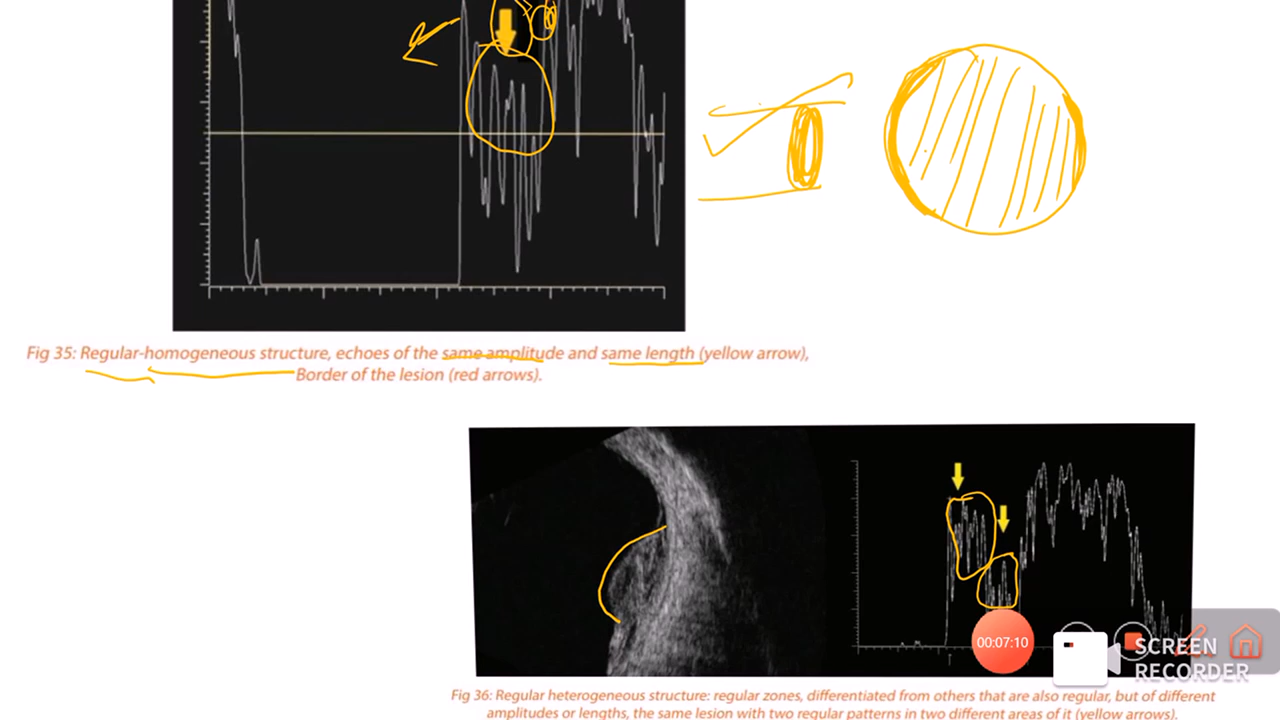 Fig 35: Regular-homogeneous structure, echoes of the same amplitude and same length (yellow arrow),
Border of the lesion (red arrows).
00:07:10
SCREEN
RECORDER
Fig 36: Regular heterogeneous structure: regular zones, differentiated from others that are also regular, but of different
amplitudes or lengths, the same lesion with two regular patterns in two different areas of it (yellow arrows).